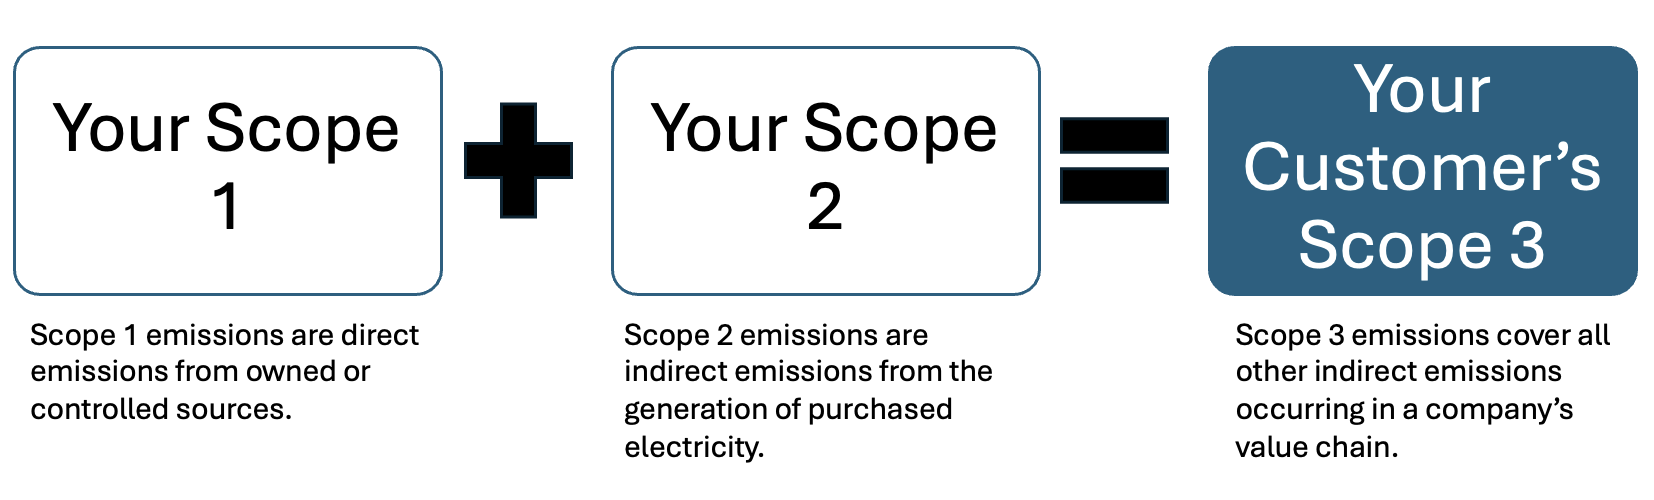 Your Scope
1
Your Scope
2
Your
Customer’s
Scope 3
Scope 1 emissions are direct
emissions from owned or
controlled sources.
Scope 2 emissions are
indirect emissions from the
generation of purchased
electricity.
Scope 3 emissions cover all
other indirect emissions
occurring in a company’s
value chain.